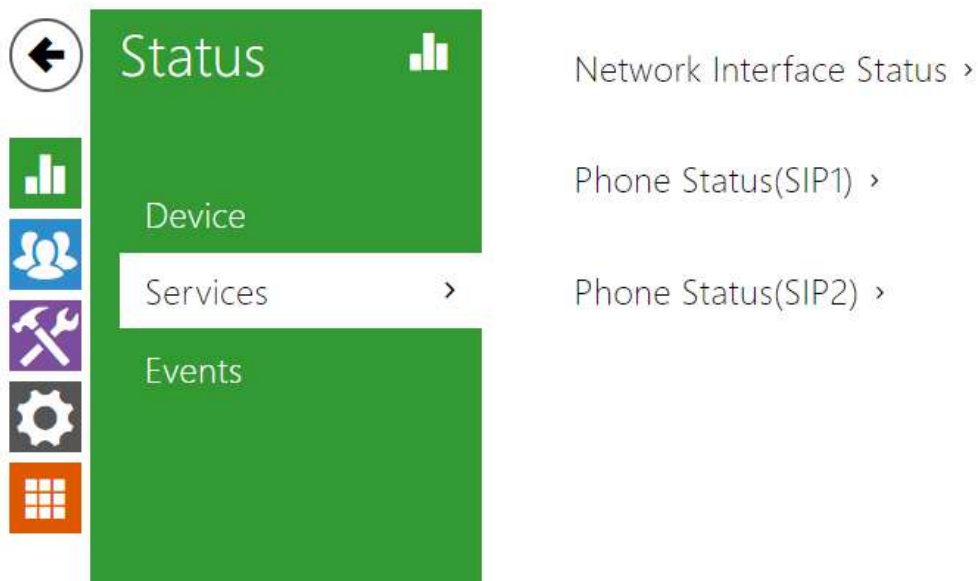 Status
Device
Services
Events
Network Interface Status
Phone Status(SIP1)
Phone Status(SIP2)